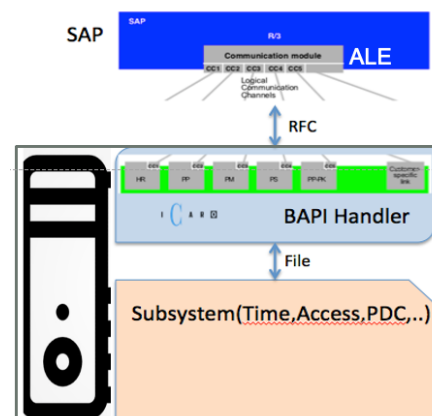 SAP
SAP
R/3
Communication module
ALE
CC1 CC2 CC3 CC4 CC5
Logical
Communication
Channels
RFC
HR PP PM PS PP-PK
Customer-
specific
link
I C A R O
BAPI Handler
File
Subsystem(Time,Access,PDC,..)